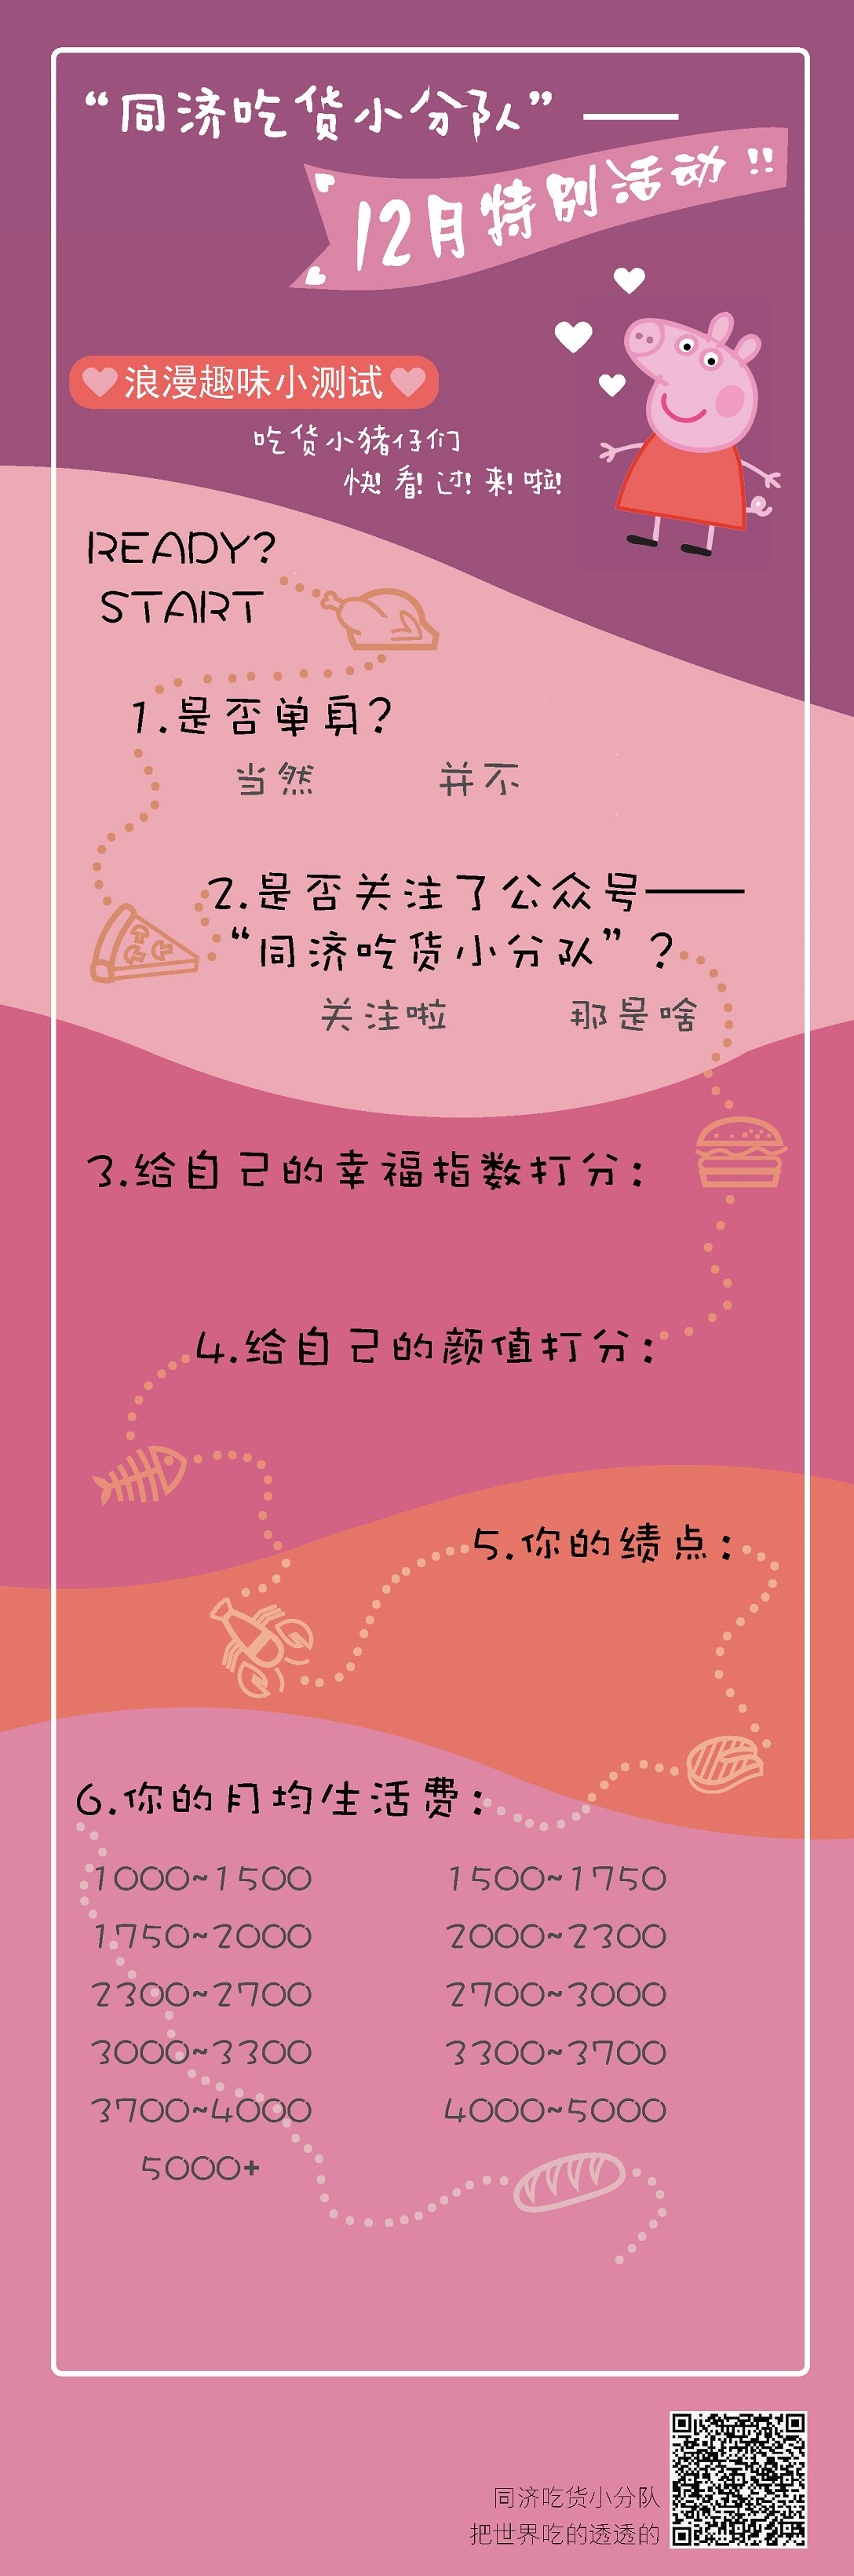 “同济吃货小分队”——
12月特别活动!!
浪漫趣味小测试
吃货小猪仔们
快!看!过!来!啦!
READY?
START
1.是否单身?
当然 并不
2.是否关注了公众号——
“同济吃货小分队”?
关注啦 那是啥
3.给自己的幸福指数打分:
4.给自己的颜值打分:
5.你的绩点:
6.你的月均生活费:
1000~1500 1500~1750
1750~2000 2000~2300
2300~2700 2700~3000
3000~3300 3300~3700
3700~4000 4000~5000
5000+
同济吃货小分队
把世界吃的透透的